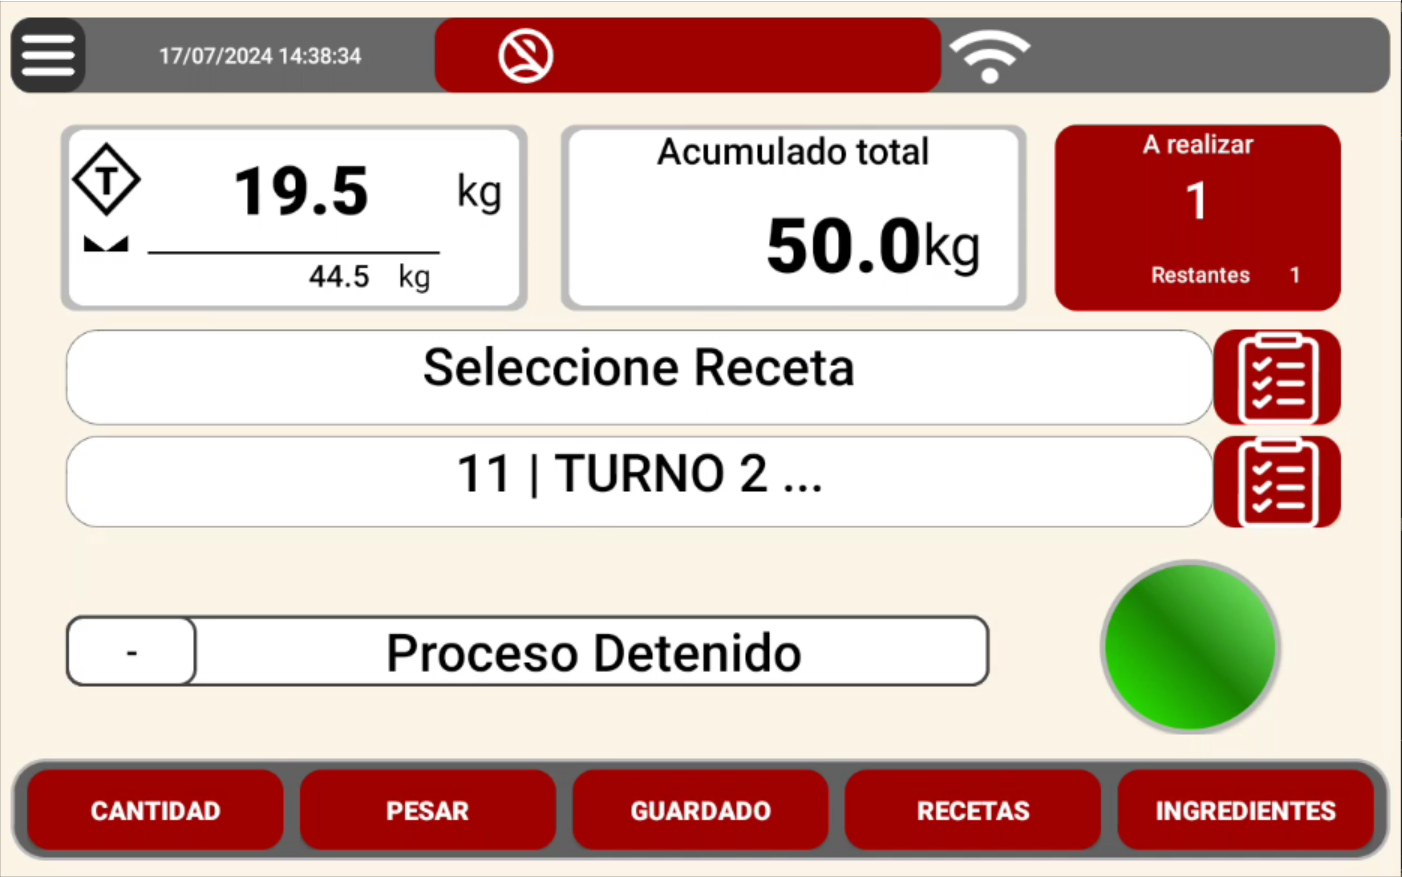 17/07/2024 14:38:34
T
19.5 kg
44.5 kg
Acumulado total
50.0kg
A realizar
1
Restantes 1
Seleccione Receta
11 | TURNO 2 ...
- Proceso Detenido
CANTIDAD
PESAR
GUARDADO
RECETAS
INGREDIENTES